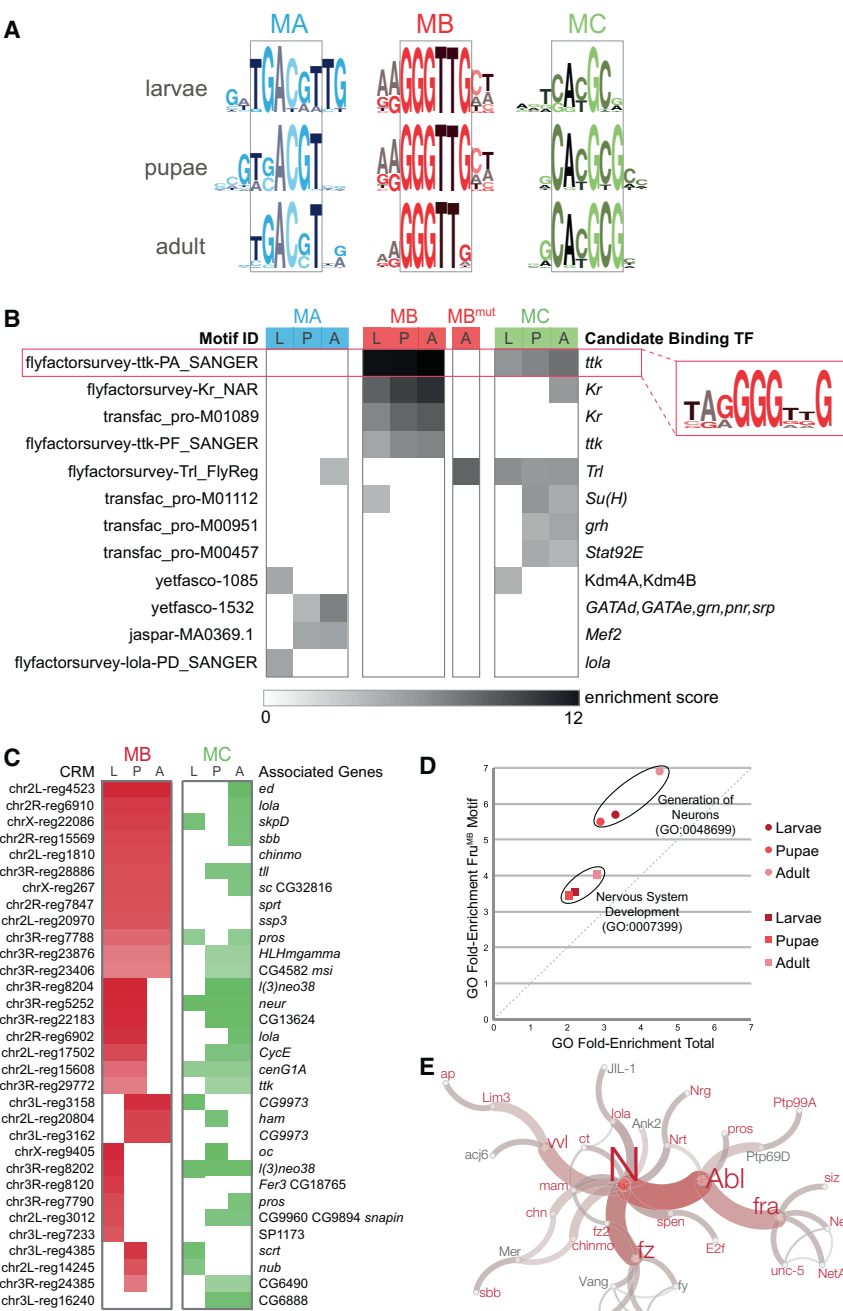 A
MA MB MC
larvae
pupae
adult
B
MA MB MBmut MC
Motif ID L P A L P A A L P A Candidate Binding TF
flyfactorsurvey-ttk-PA_SANGER ttk
flyfactorsurvey-Kr_NAR Kr
transfac_pro-M01089 Kr
flyfactorsurvey-ttk-PF_SANGER ttk
flyfactorsurvey-Trl_FlyReg Trl
transfac_pro-M01112 Su(H)
transfac_pro-M00951 grh
transfac_pro-M00457 Stat92E
yetfasco-1085 Kdm4A,Kdm4B
yetfasco-1532 GATAd,GATAe,grn,pnr,srp
jaspar-MA0369.1 Mef2
flyfactorsurvey-lola-PD_SANGER lola
enrichment score
0 12
C
MB MC
CRM L P A L P A Associated Genes
chr2L-reg4523 ed
chr2R-reg6910 lola
chrX-reg22086 skpD
chr2R-reg15569 sbb
chr2L-reg1810 chinmo
chr3R-reg28886 tll
chrX-reg267 sc CG32816
chr2R-reg7847 sprt
chr2L-reg20970 ssp3
chr3R-reg7788 pros
chr3R-reg23876 HLHmgamma
chr3R-reg23406 CG4582 msi
chr3R-reg8204 l(3)neo38
chr3R-reg5252 neur
chr3R-reg22183 CG13624
chr2R-reg6902 lola
chr2L-reg17502 CycE
chr2L-reg15608 cenG1A
chr3R-reg29772 ttk
chr3L-reg3158 CG9973
chr2L-reg20804 ham
chr3L-reg3162 CG9973
chrX-reg9405 oc
chr3R-reg8202 l(3)neo38
chr3R-reg8120 Fer3 CG18765
chr3R-reg7790 pros
chr2L-reg3012 CG9960 CG9894 snapin
chr3L-reg7233 SP1173
chr3L-reg4385 scrt
chr2L-reg14245 nub
chr3R-reg24385 CG6490
chr3L-reg16240 CG6888
D
GO Fold-Enrichment FruMB Motif
7
6
5
4
3
2
1
0
0 1 2 3 4 5 6 7
GO Fold-Enrichment Total
Generation of
Neurons
(GO:0048699)
Nervous System
Development
(GO:0007399)
Larvae
Pupae
Adult
Larvae
Pupae
Adult
E
ap
JIL-1
Lim3
Nrg
lola
Ank2
Ptp99A
acj6
vvl
ct
N
Nrt
pros
Ptp69D
mam
Abl
siz
chn
fra
fz2
spen
chinmo
fz
E2f
Mer
unc-5
Vang
fy
sbb